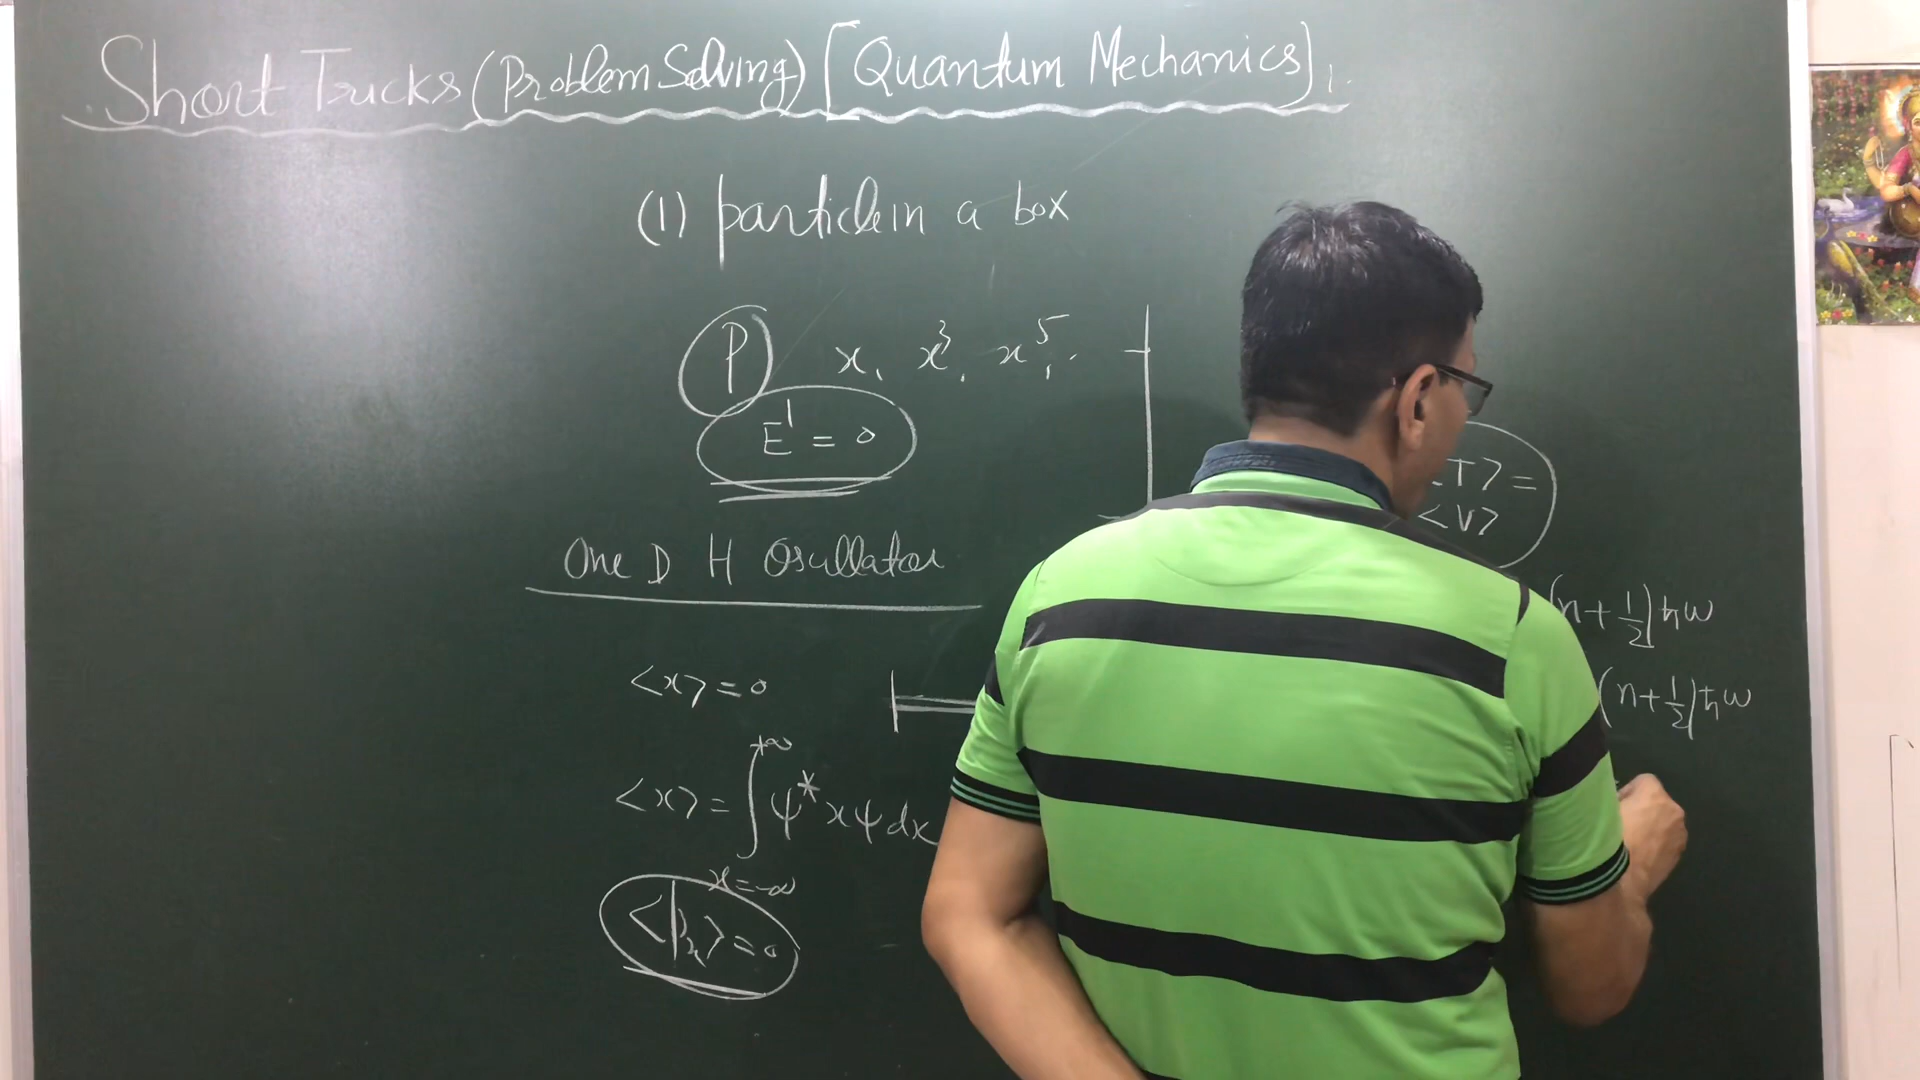 Short Tricks (Problem Solving) [Quantum Mechanics]
(1) particle in a box
P x, x³, x⁵, ..
E' = 0
<T> =
<V>
One D H Oscillator
(n + 1/2) ħω
<x> = 0
(n + 1/2) ħω
<x> = ∫ +∞ x=-∞ ψ* x ψ dx
<pₓ> = 0